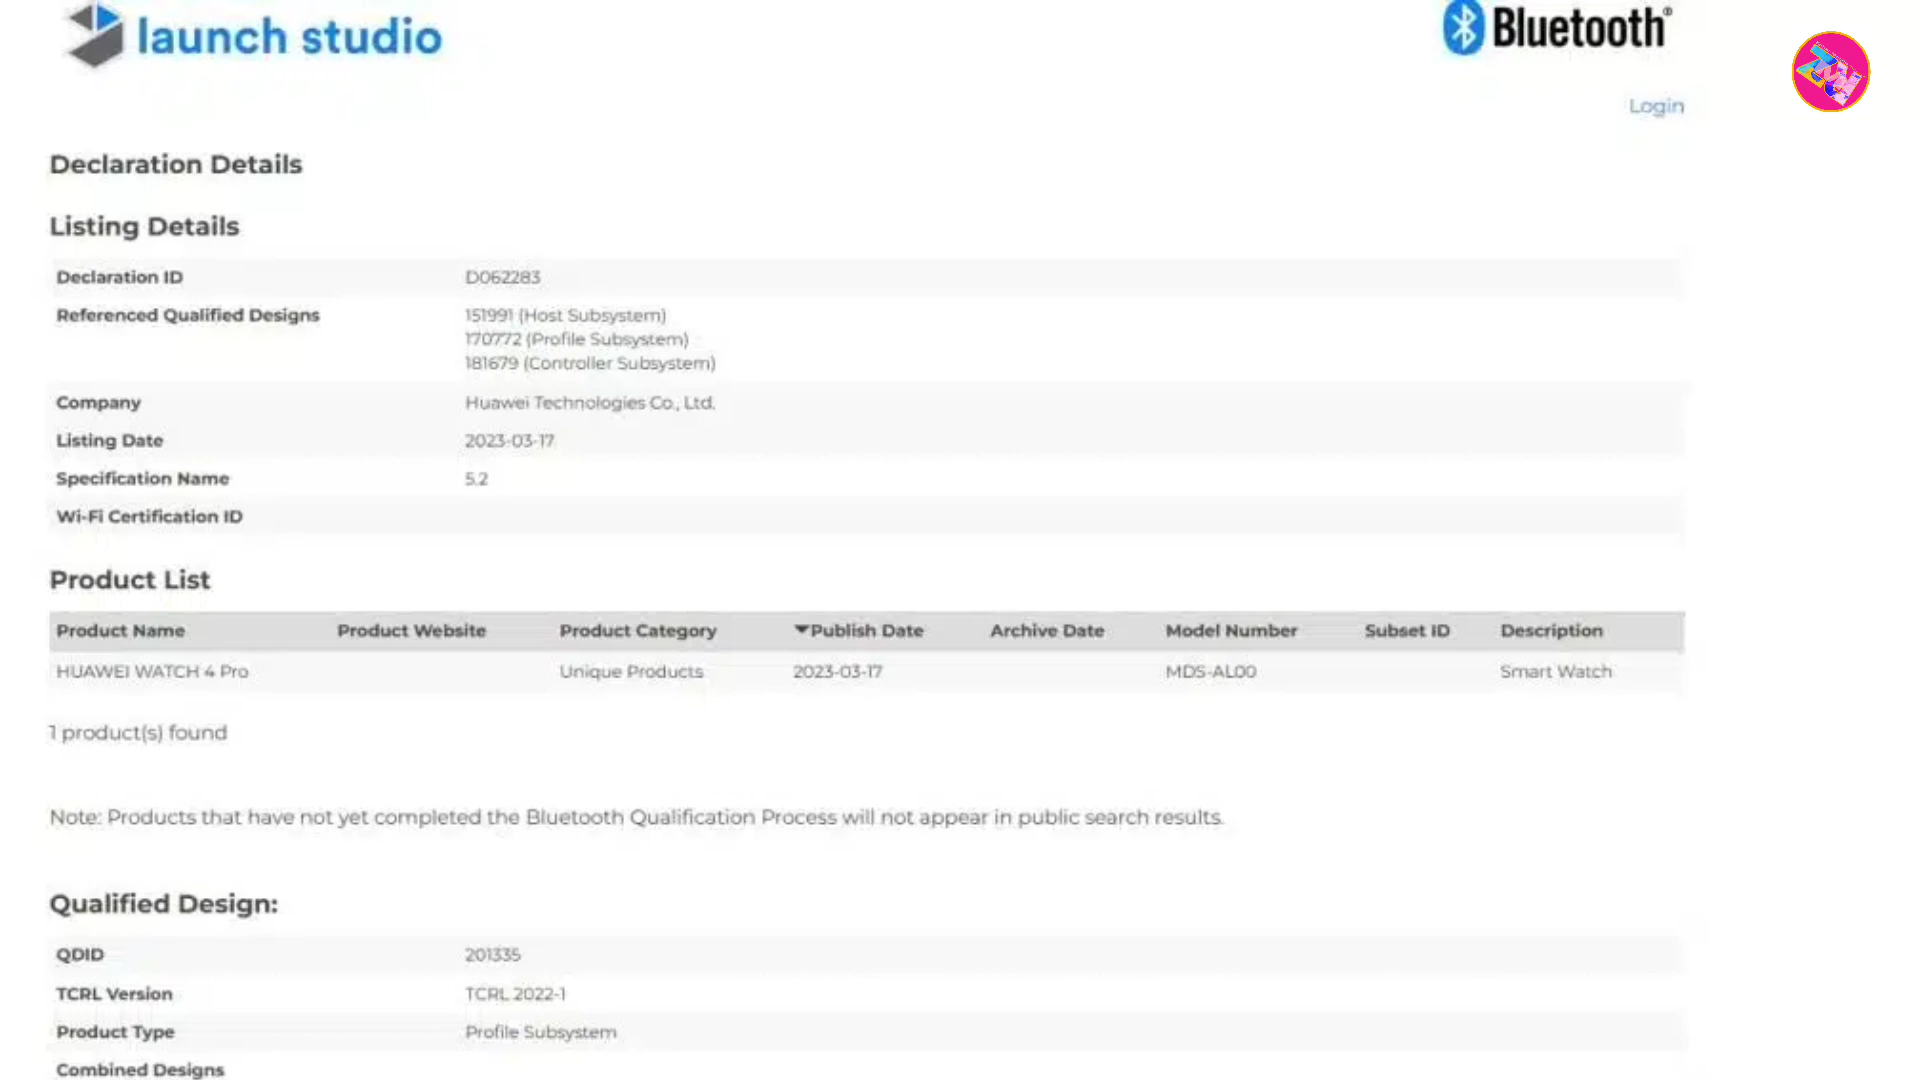 launch studio
Bluetooth®
Login
Declaration Details
Listing Details
Declaration ID D062283
Referenced Qualified Designs 151991 (Host Subsystem)
170772 (Profile Subsystem)
181679 (Controller Subsystem)
Company Huawei Technologies Co., Ltd.
Listing Date 2023-03-17
Specification Name 5.2
Wi-Fi Certification ID
Product List
Product Name Product Website Product Category Publish Date Archive Date Model Number Subset ID Description
HUAWEI WATCH 4 Pro Unique Products 2023-03-17 MDS-AL00 Smart Watch
1 product(s) found
Note: Products that have not yet completed the Bluetooth Qualification Process will not appear in public search results.
Qualified Design:
QDID 201335
TCRL Version TCRL 2022-1
Product Type Profile Subsystem
Combined Designs